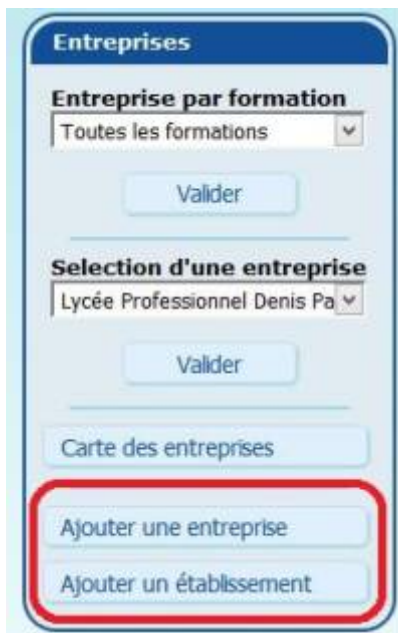 Entreprises
Entreprise par formation
Toutes les formations
Valider
Selection d'une entreprise
Lycée Professionnel Denis Pa
Valider
Carte des entreprises
Ajouter une entreprise
Ajouter un établissement